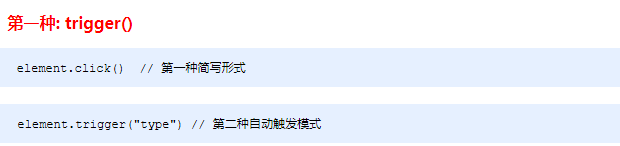 第一种: trigger()
element.click()  // 第一种简写形式
element.trigger("type") // 第二种自动触发模式